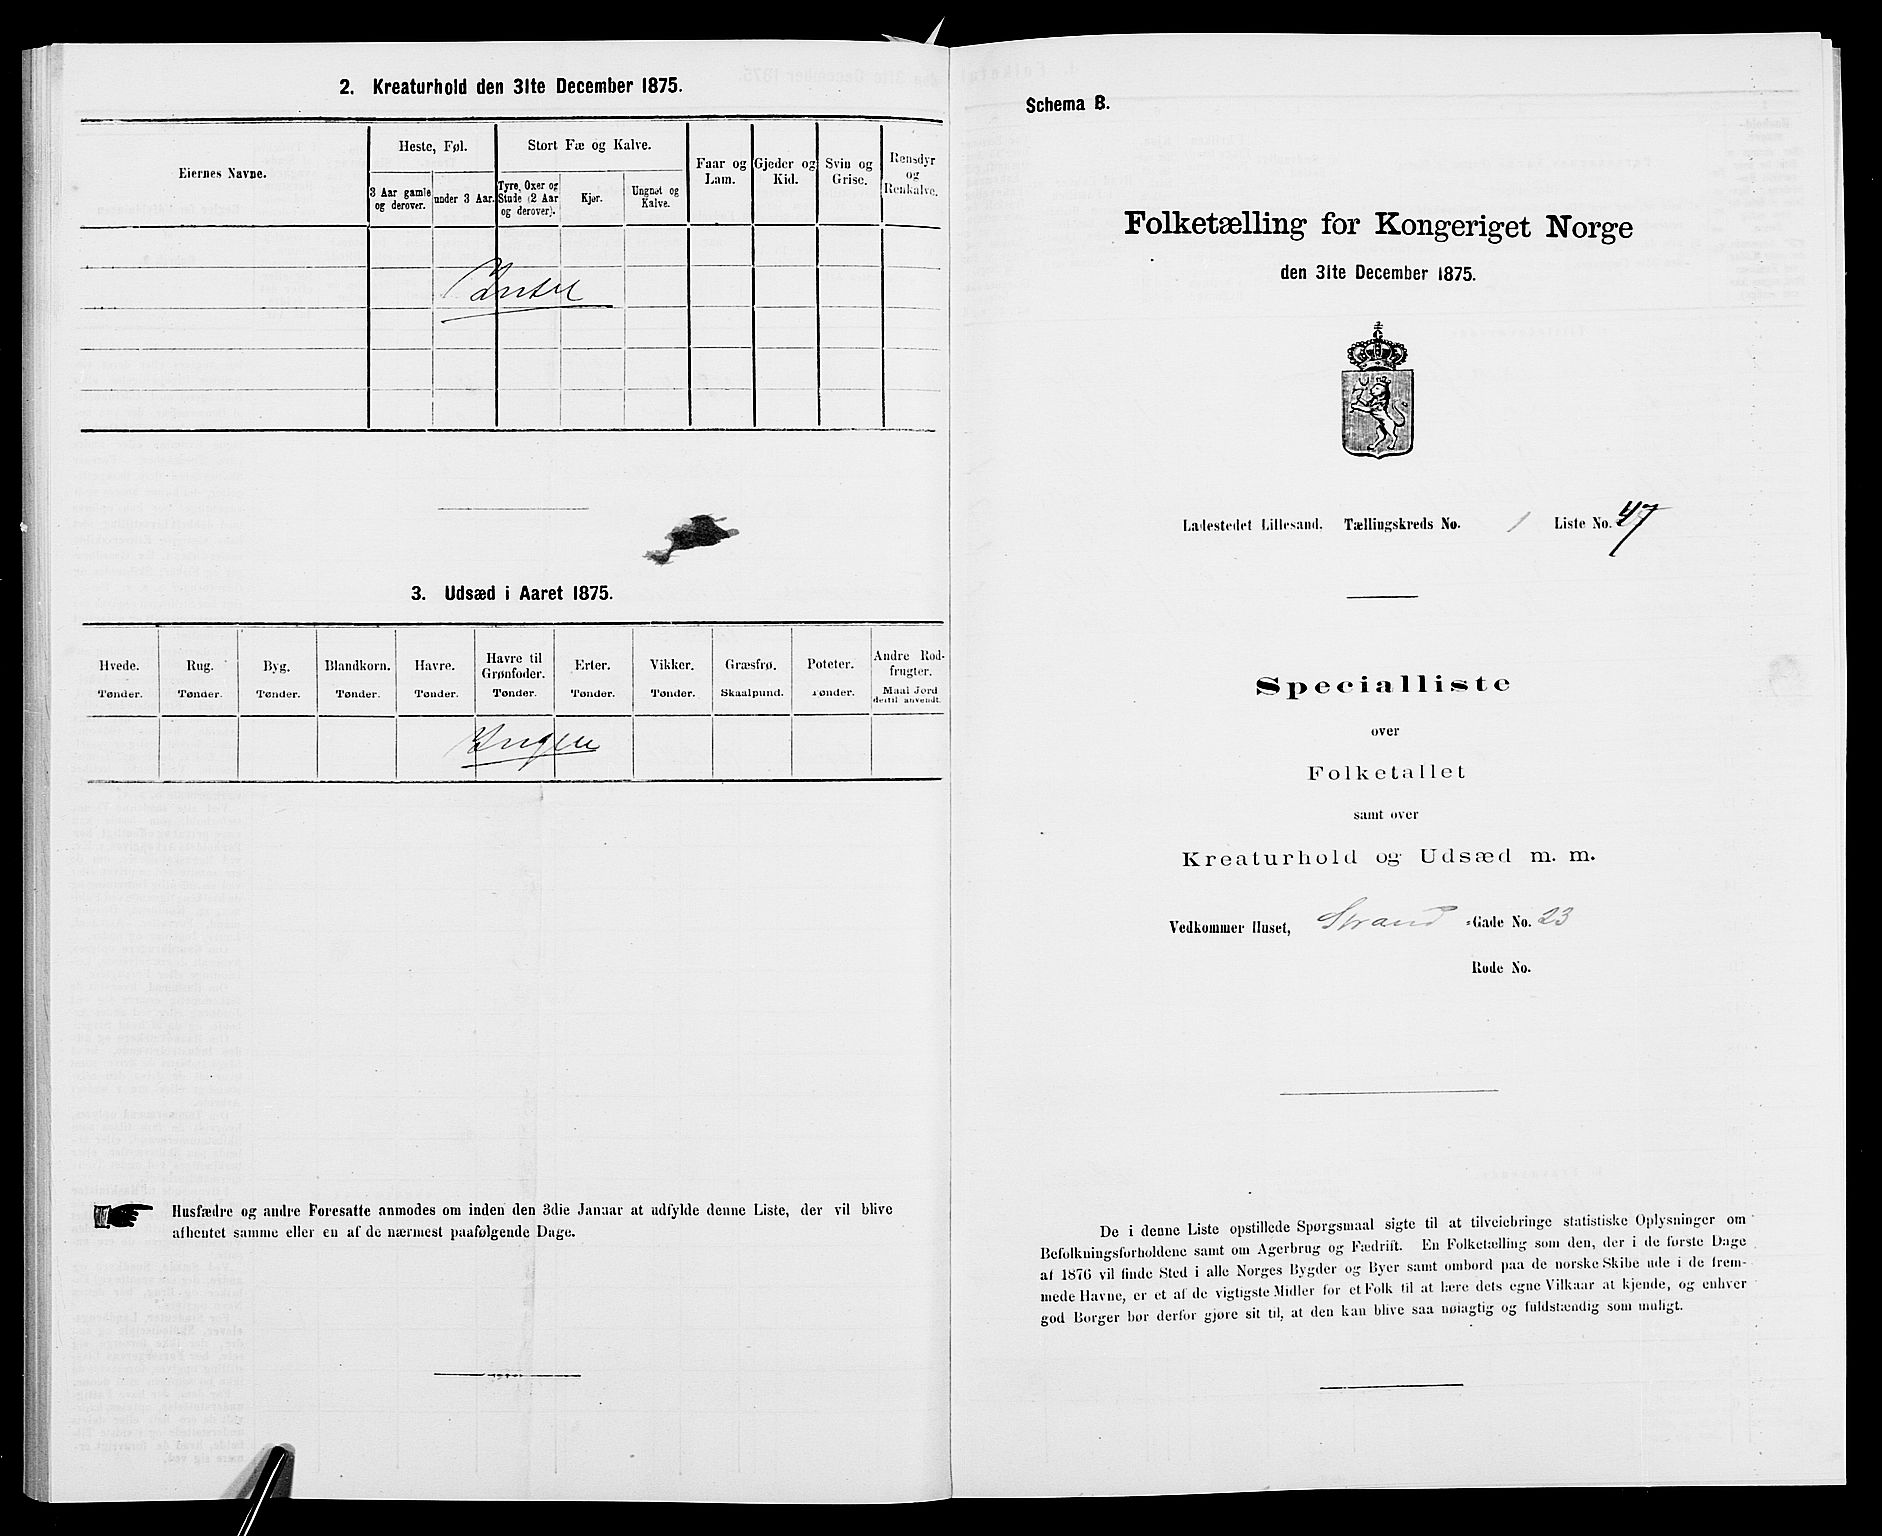 2. Kreaturhold den 31te December 1875.
Eiernes Navne.
Heste, Føl.
Stort Fæ og Kalve.
Faar og Lam.
Gjeder og Kid.
Svin og Grise.
Rensdyr og Renkalve.
3 Aar gamle og derover.
under 3 Aar.
Tyre, Oxer og Stude (2 Aar og derover).
Kjør.
Ungnøt og Kalve.
Intet
3. Udsæd i Aaret 1875.
Hvede. Rug. Byg. Blandkorn. Havre. Havre til Grønfoder. Erter. Vikker. Græsfrø. Poteter. Andre Rodfrugter.
Tønder. Tønder. Tønder. Tønder. Tønder. Tønder. Tønder. Tønder. Skaalpund. Tønder. Maal Jord dertil anvendt.
Ingen
Husfædre og andre Foresatte anmodes om inden den 3die Januar at udfylde denne Liste, der vil blive
afhentet samme eller en af de nærmest paafølgende Dage.
Schema B.
Folketælling for Kongeriget Norge
den 31te December 1875.
Ladestedet Lillesand. Tællingskreds No. 1 Liste No. 47
Specialliste
over
Folketallet
samt over
Kreaturhold og Udsæd m. m.
Vedkommer Huset, Strand -Gade No. 23
Rode No.
De i denne Liste opstillede Spørgsmaal sigte til at tilveiebringe statistiske Oplysninger om
Befolkningsforholdene samt om Agerbrug og Fædrift. En Folketælling som den, der i de første Dage
af 1876 vil finde Sted i alle Norges Bygder og Byer samt ombord paa de norske Skibe ude i de frem-
mede Havne, er et af de vigtigste Midler for et Folk til at lære dets egne Vilkaar at kjende, og enhver
god Borger bør derfor gjøre sit til, at den kan blive saa nøiagtig og fuldstændig som muligt.